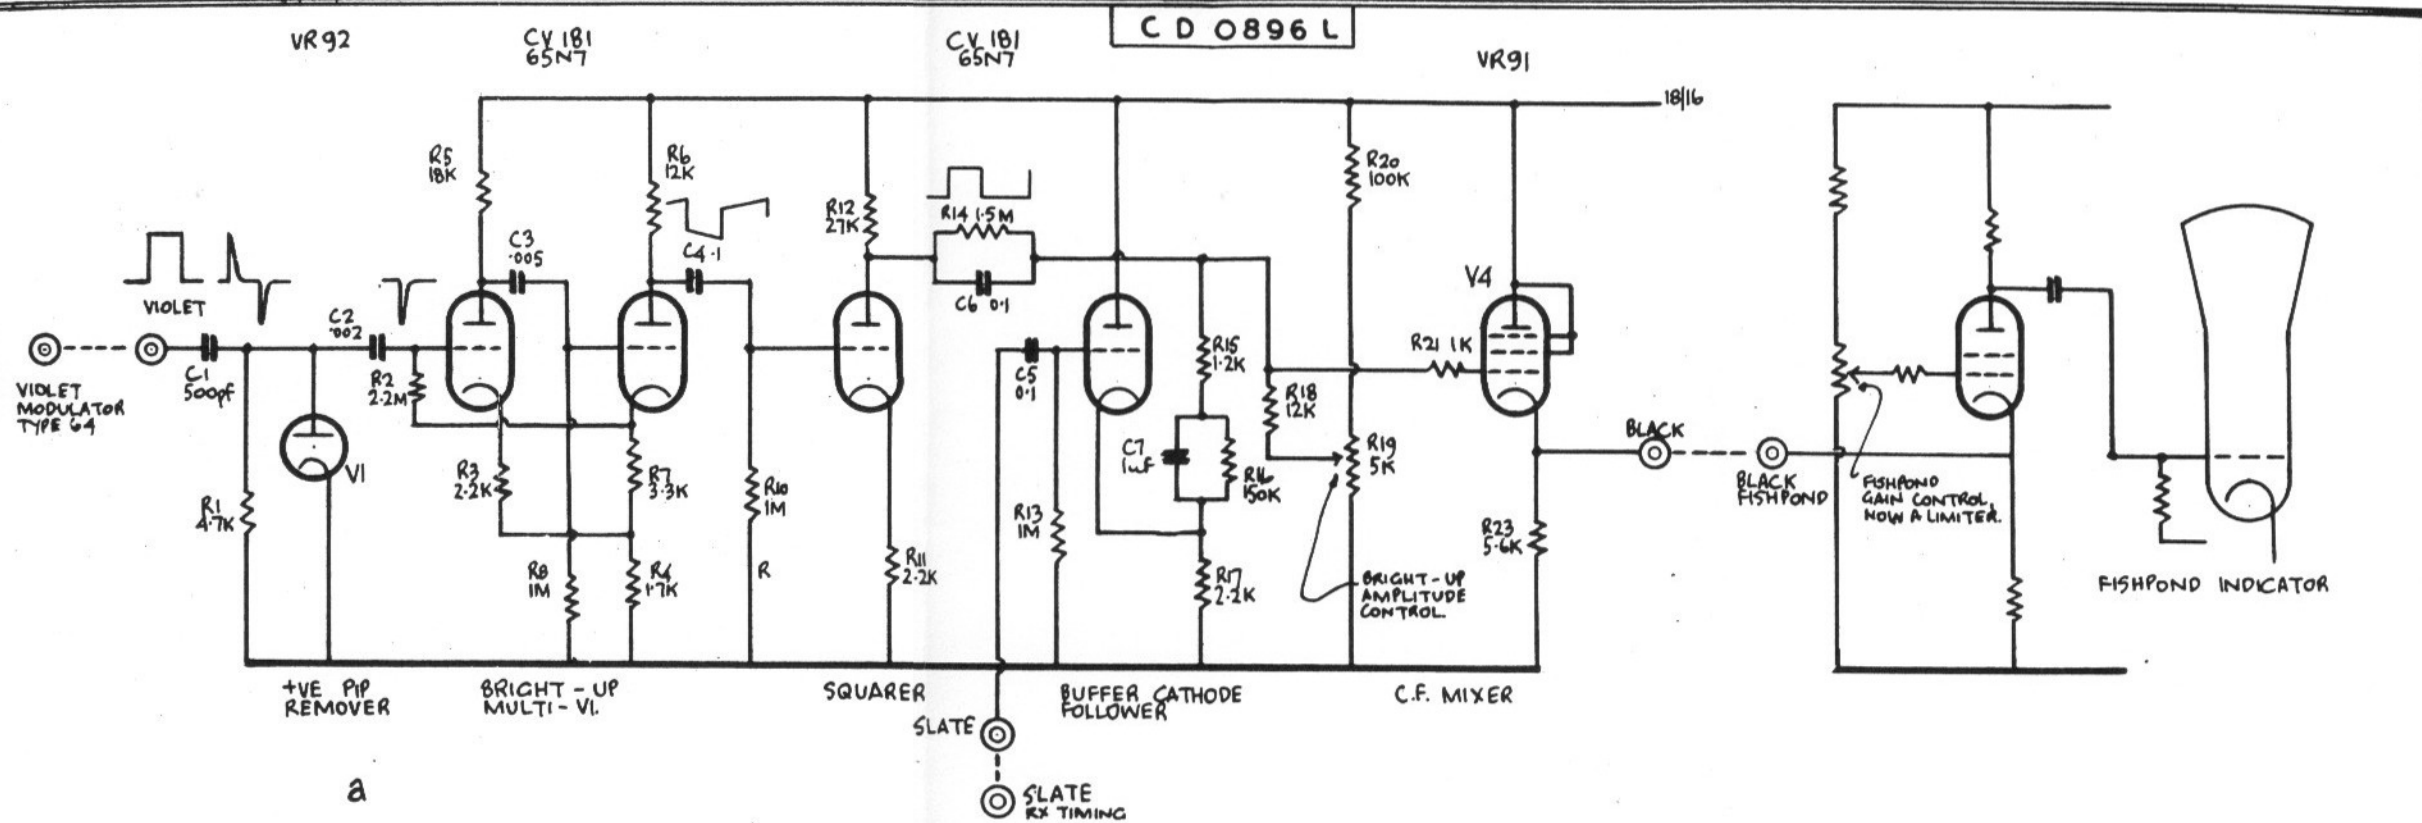 CD0896L
VR92
CV 181
6SN7
CV 181
6SN7
VR91
18/16
R5
18K
R6
12K
R12
27K
R14 1.5M
C6 0.1
R20
100K
C3
.005
C4 .1
VIOLET
C2
.002
C1
500pf
R2
2.2M
VIOLET
MODULATOR
TYPE 64
V1
R1
4.7K
R3
2.2K
R7
3.3K
R8
1M
R4
1.7K
R10
1M
R
R11
2.2K
C5
0.1
R13
1M
R15
1.2K
C7
1uF
R16
150K
R17
2.2K
R18
12K
R19
5K
R21 1K
V4
R23
5.6K
BRIGHT-UP
AMPLITUDE
CONTROL.
BLACK
BLACK
FISHPOND
FISHPOND
GAIN CONTROL,
NOW A LIMITER.
FISHPOND INDICATOR
+VE PIP
REMOVER
BRIGHT-UP
MULTI-VI.
SQUARER
BUFFER CATHODE
FOLLOWER
C.F. MIXER
SLATE
SLATE
RX TIMING
a